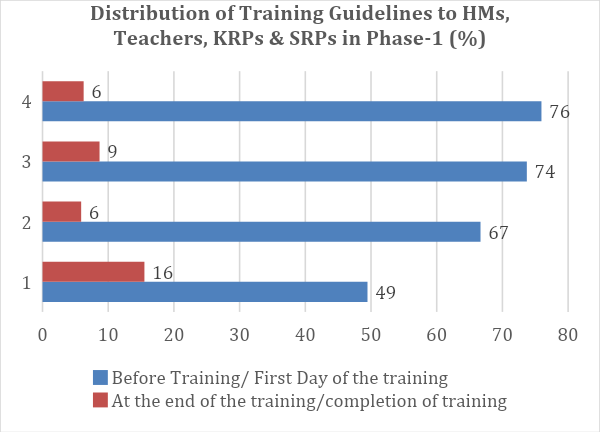 Distribution of Training Guidelines to HMs,
Teachers, KRPs & SRPs in Phase-1 (%)
4
6
76
3
9
74
2
6
67
1
16
49
0 10 20 30 40 50 60 70 80
Before Training/ First Day of the training
At the end of the training/completion of training